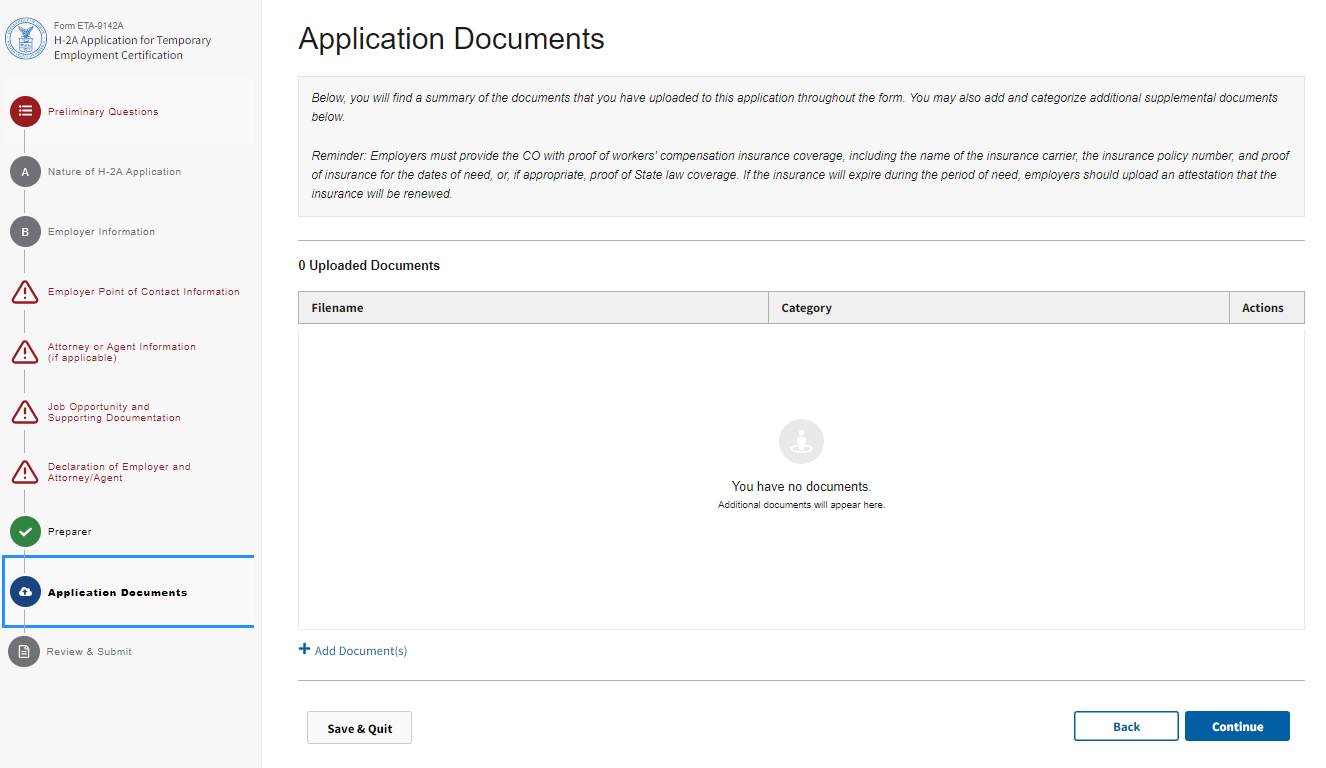 Form ETA-9142A
H-2A Application for Temporary
Employment Certification
Preliminary Questions
A
Nature of H-2A Application
B
Employer Information
Employer Point of Contact Information
Attorney or Agent Information
(if applicable)
Job Opportunity and
Supporting Documentation
Declaration of Employer and
Attorney/Agent
Preparer
Application Documents
Review & Submit
Application Documents
Below, you will find a summary of the documents that you have uploaded to this application throughout the form. You may also add and categorize additional supplemental documents
below.
Reminder: Employers must provide the CO with proof of workers' compensation insurance coverage, including the name of the insurance carrier, the insurance policy number, and proof
of insurance for the dates of need, or, if appropriate, proof of State law coverage. If the insurance will expire during the period of need, employers should upload an attestation that the
insurance will be renewed.
0 Uploaded Documents
Filename Category Actions
You have no documents.
Additional documents will appear here.
Add Document(s)
Save & Quit Back Continue